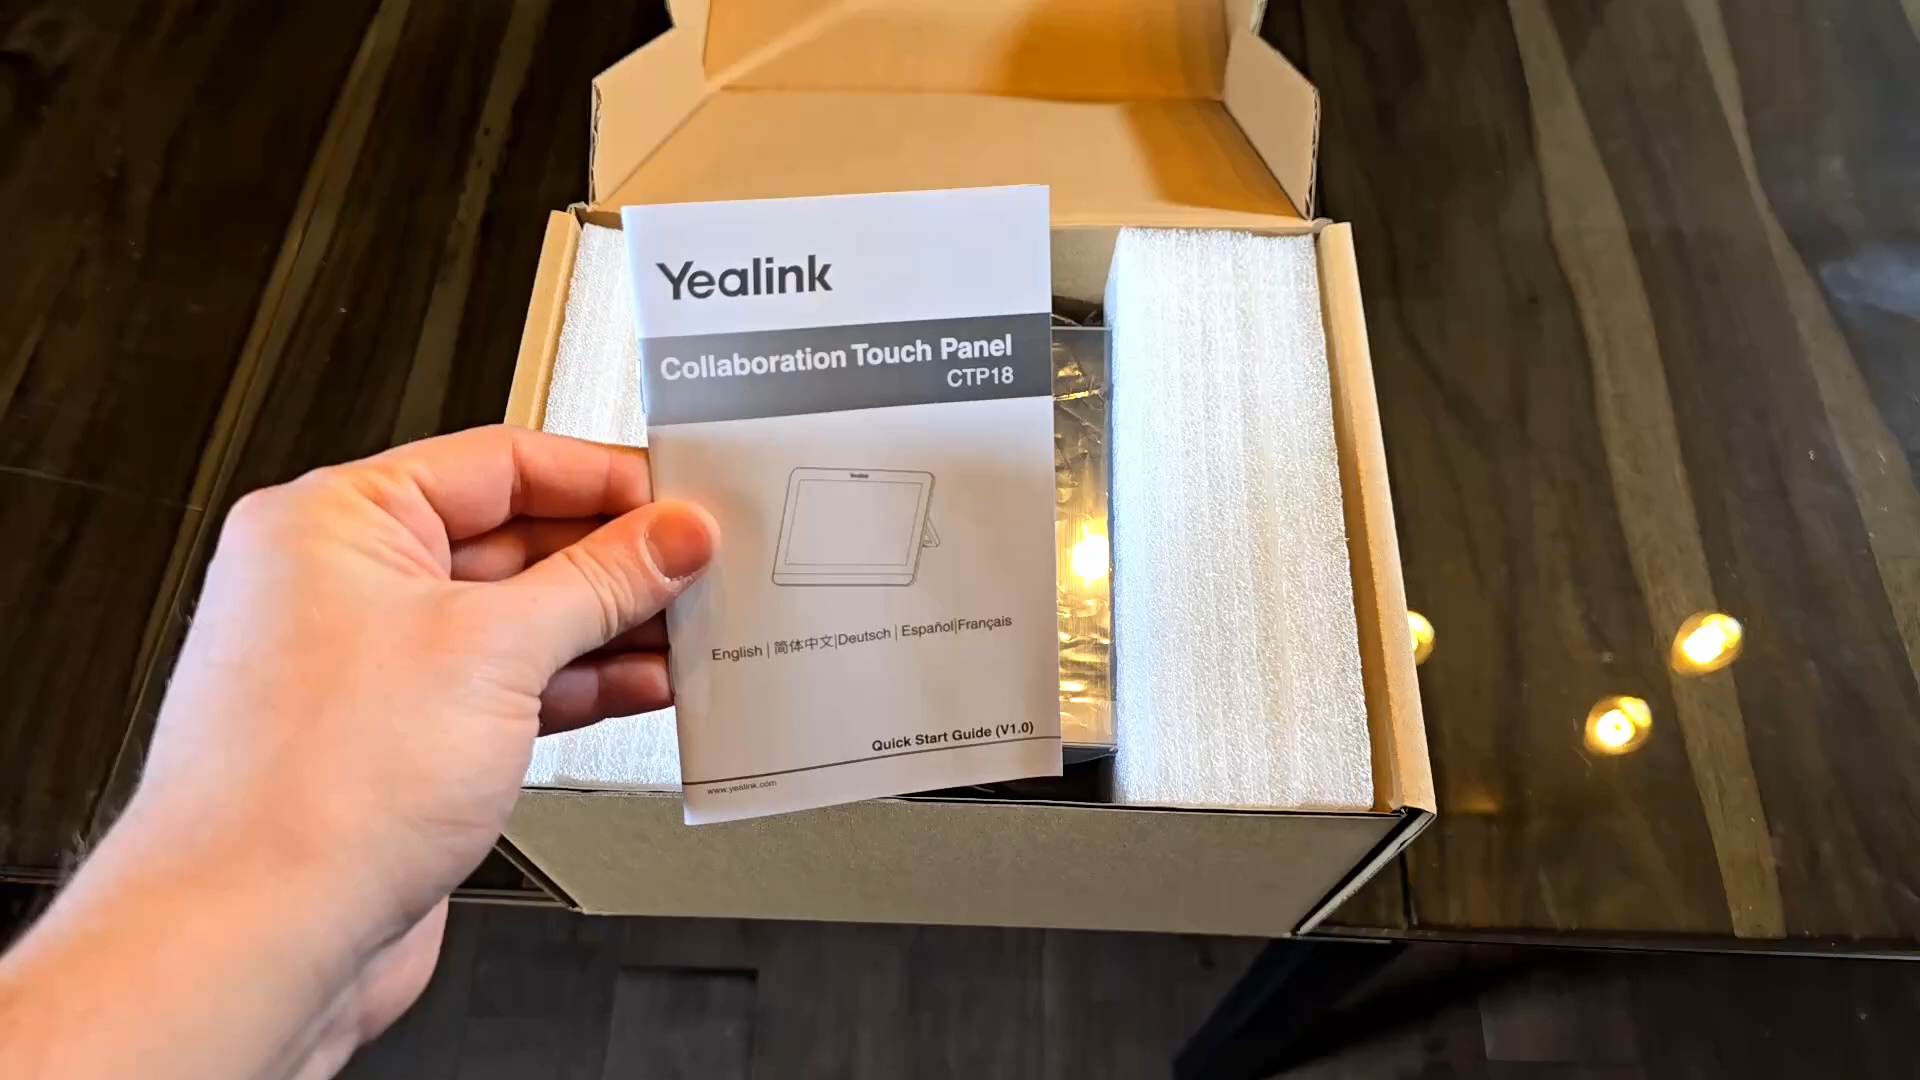 Yealink
Collaboration Touch Panel
CTP18
Yealink
English | 简体中文|Deutsch | Español|Français
Quick Start Guide (V1.0)
www.yealink.com